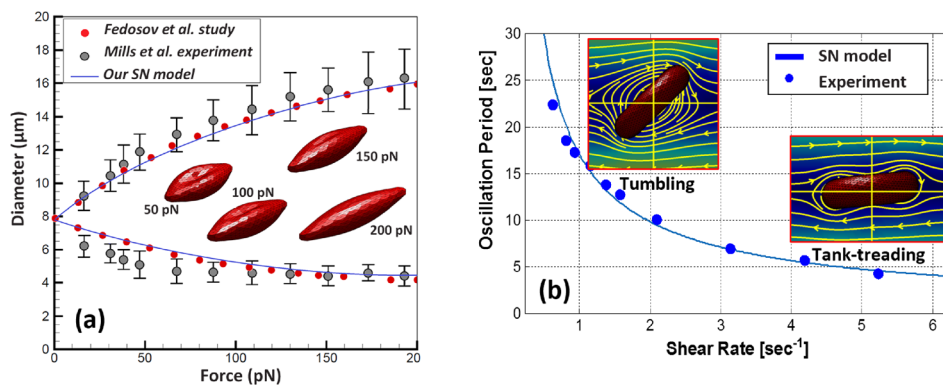 20
18
16
14
12
10
8
6
4
2
0
Diameter (μm)
Fedosov et al. study
Mills et al. experiment
Our SN model
50 pN
100 pN
150 pN
200 pN
(a)
0
50
100
150
20
Force (pN)
30
25
20
15
10
5
0
Oscillation Period [sec]
SN model
Experiment
Tumbling
Tank-treading
(b)
1
2
3
4
5
6
Shear Rate [sec⁻¹]